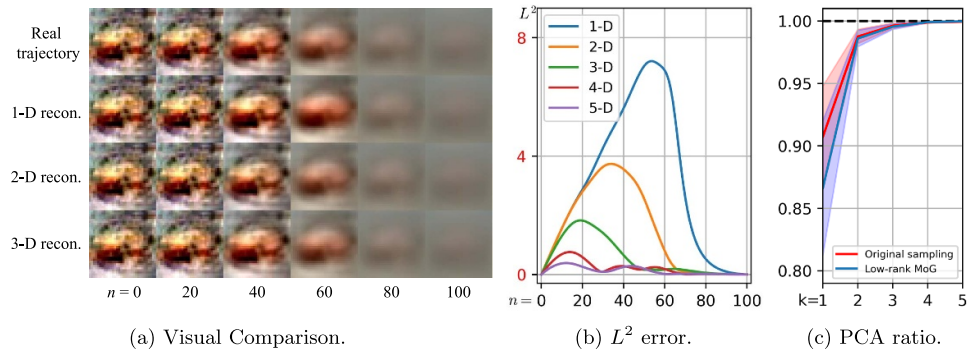 Real
trajectory
1-D recon.
2-D recon.
3-D recon.
n = 0 20 40 60 80 100
(a) Visual Comparison.
L²
8
4
0
1-D
2-D
3-D
4-D
5-D
n= 0 20 40 60 80 100
(b) L² error.
1.00
0.95
0.90
0.85
0.80
Original sampling
Low-rank MoG
k=1 2 3 4 5
(c) PCA ratio.